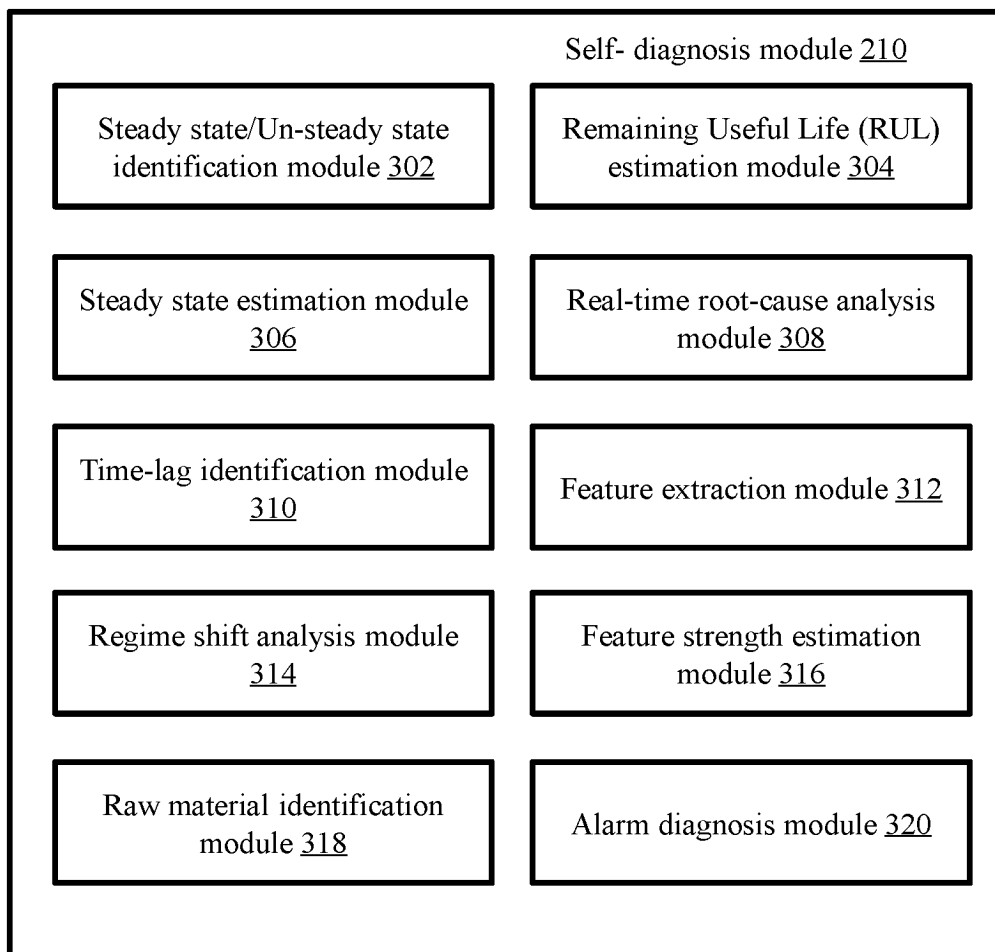 Self- diagnosis module 210
Steady state/Un-steady state
identification module 302
Remaining Useful Life (RUL)
estimation module 304
Steady state estimation module
306
Real-time root-cause analysis
module 308
Time-lag identification module
310
Feature extraction module 312
Regime shift analysis module
314
Feature strength estimation
module 316
Raw material identification
module 318
Alarm diagnosis module 320